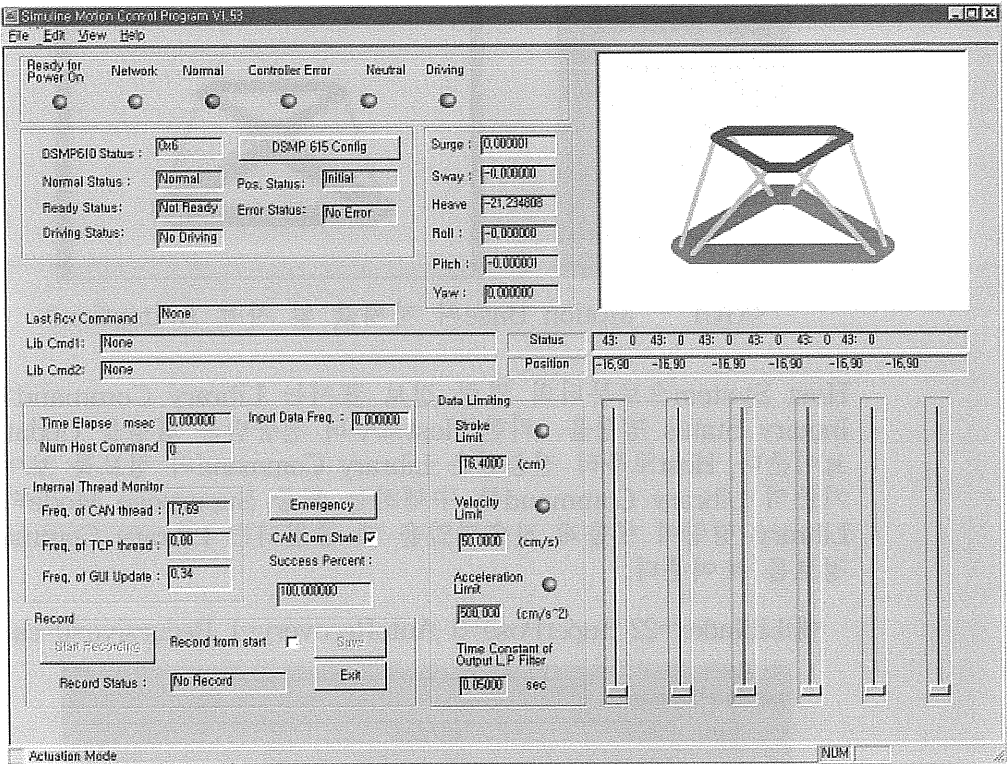 Simuline Motion Control Program V1.53
File Edit View Help
Ready for
Power On
Network Normal Controller Error Neutral Driving
DSMP610 Status : 0x6
DSMP 615 Config
Normal Status : Normal
Pos. Status: Initial
Ready Status: Not Ready
Error Status: No Error
Driving Status: No Driving
Surge : 0,000001
Sway : -0,000000
Heave -21,234808
Roll : -0,000000
Pitch : -0,000001
Yaw : 0,000000
Last Rcv Command None
Lib Cmd1: None
Lib Cmd2: None
Status 43: 0 43: 0 43: 0 43: 0 43: 0 43: 0
Position -16,90 -16,90 -16,90 -16,90 -16,90 -16,90
Time Elapse msec 0,000000
Input Data Freq. : 0,000000
Num Host Command 0
Internal Thread Monitor
Freq. of CAN thread : 17,69
Freq. of TCP thread : 0,00
Freq. of GUI Update : 0,34
Emergency
CAN Com State
Success Percent :
100,000000
Record
Start Recording
Record from start
Save
Record Status : No Record
Exit
Data Limiting
Stroke
Limit
16,4000 (cm)
Velocity
Limit
90,0000 (cm/s)
Acceleration
Limit
500,000 (cm/s^2)
Time Constant of
Output L,P Filter
0,05000 sec
Actuation Mode
NUM